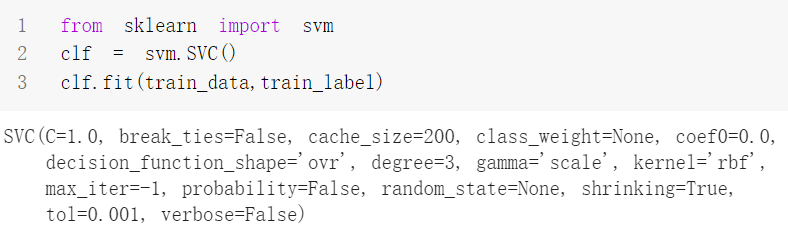 1 from sklearn import svm
2 clf = svm.SVC()
3 clf.fit(train_data,train_label)
SVC(C=1.0, break_ties=False, cache_size=200, class_weight=None, coef0=0.0,
decision_function_shape='ovr', degree=3, gamma='scale', kernel='rbf',
max_iter=-1, probability=False, random_state=None, shrinking=True,
tol=0.001, verbose=False)